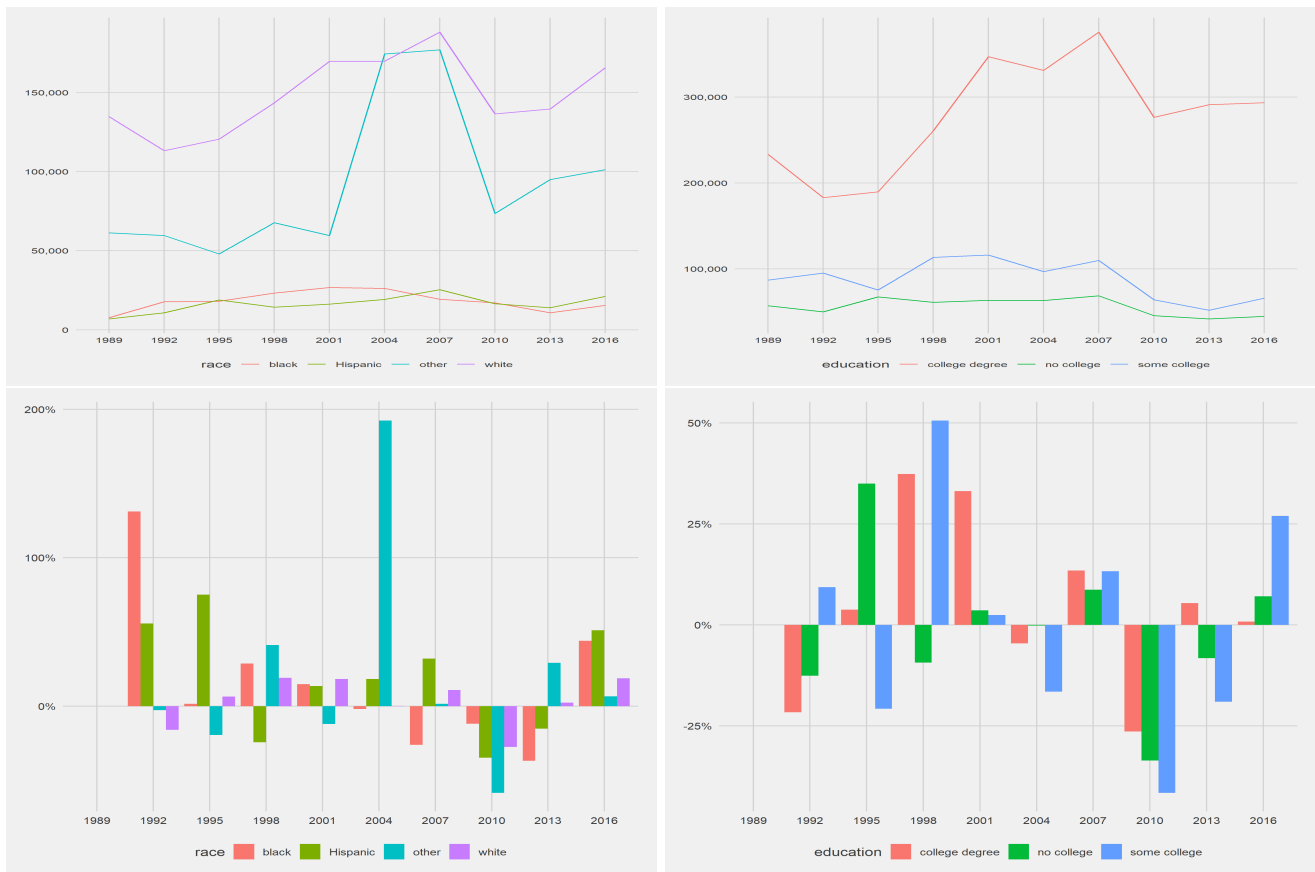 150,000
100,000
50,000
0
1989 1992 1995 1998 2001 2004 2007 2010 2013 2016
race black Hispanic other white
300,000
200,000
100,000
1989 1992 1995 1998 2001 2004 2007 2010 2013 2016
education college degree no college some college
200%
100%
0%
1989 1992 1995 1998 2001 2004 2007 2010 2013 2016
race black Hispanic other white
50%
25%
0%
-25%
1989 1992 1995 1998 2001 2004 2007 2010 2013 2016
education college degree no college some college